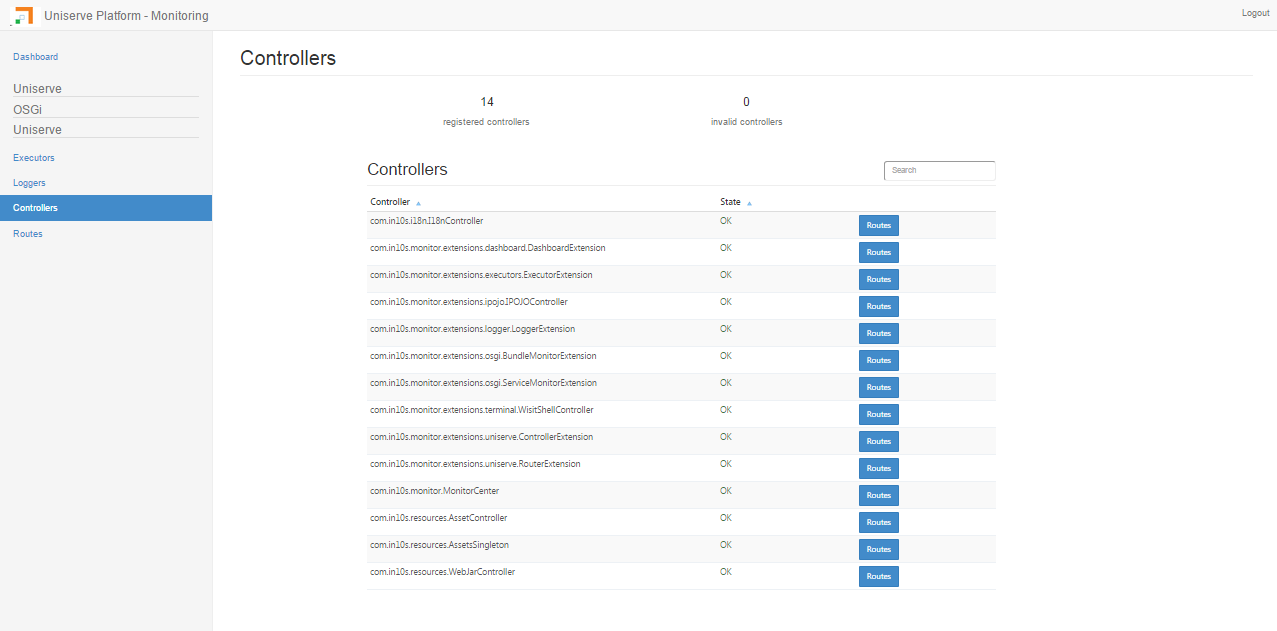 Uniserve Platform - Monitoring
Logout
Dashboard
Uniserve
OSGi
Uniserve
Executors
Loggers
Controllers
Routes
Controllers
14 0
registered controllers invalid controllers
Controllers
Search
Controller State
com.in10s.i18n.I18nController OK Routes
com.in10s.monitor.extensions.dashboard.DashboardExtension OK Routes
com.in10s.monitor.extensions.executors.ExecutorExtension OK Routes
com.in10s.monitor.extensions.ipojo.IPOJOController OK Routes
com.in10s.monitor.extensions.logger.LoggerExtension OK Routes
com.in10s.monitor.extensions.osgi.BundleMonitorExtension OK Routes
com.in10s.monitor.extensions.osgi.ServiceMonitorExtension OK Routes
com.in10s.monitor.extensions.terminal.WisitShellController OK Routes
com.in10s.monitor.extensions.uniserve.ControllerExtension OK Routes
com.in10s.monitor.extensions.uniserve.RouterExtension OK Routes
com.in10s.monitor.MonitorCenter OK Routes
com.in10s.resources.AssetController OK Routes
com.in10s.resources.AssetsSingleton OK Routes
com.in10s.resources.WebJarController OK Routes